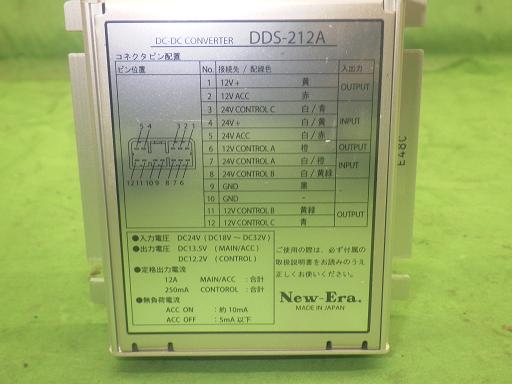 DC-DC CONVERTER DDS-212A
コネクタピン配置
ピン位置 No. 接続先 / 配線色 入出力
1 12V+ 黄 OUTPUT
2 12V ACC 赤
3 24V CONTROL C 白 / 青 INPUT
4 24V+ 白 / 黄
5 24V ACC 白 / 赤
6 12V CONTROL A 橙 OUTPUT
7 24V CONTROL A 白 / 橙 INPUT
8 24V CONTROL B 白 / 黄緑
9 GND 黒
10 GND -
11 12V CONTROL B 黄緑 OUTPUT
12 12V CONTROL C 青
5 4 3 2 1
12 11 10 9 8 7 6
●入力電圧 DC24V (DC18V～DC32V)
●出力電圧 DC13.5V (MAIN/ACC)
DC12.2V (CONTROL)
●定格出力電流
12A MAIN/ACC :合計
250mA CONTOROL :合計
●無負荷電流
ACC ON :約10mA
ACC OFF :5mA 以下
ご使用の際は、必ず付属の
取扱説明書をお読みのうえ
正しくお使いください。
New-Era.
MADE IN JAPAN
E48C